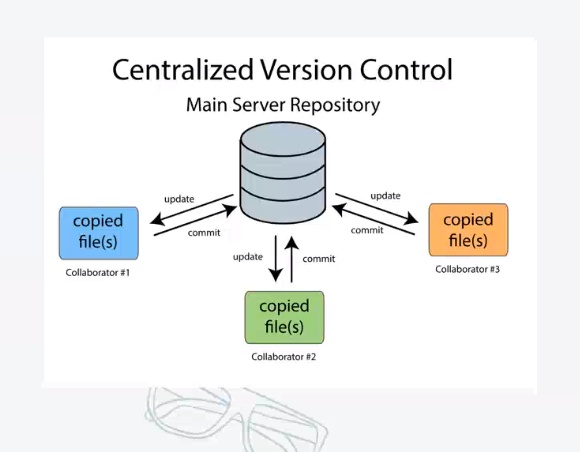 Centralized Version Control
Main Server Repository
update
commit
copied
file(s)
Collaborator #1
update
commit
copied
file(s)
Collaborator #2
update
commit
copied
file(s)
Collaborator #3